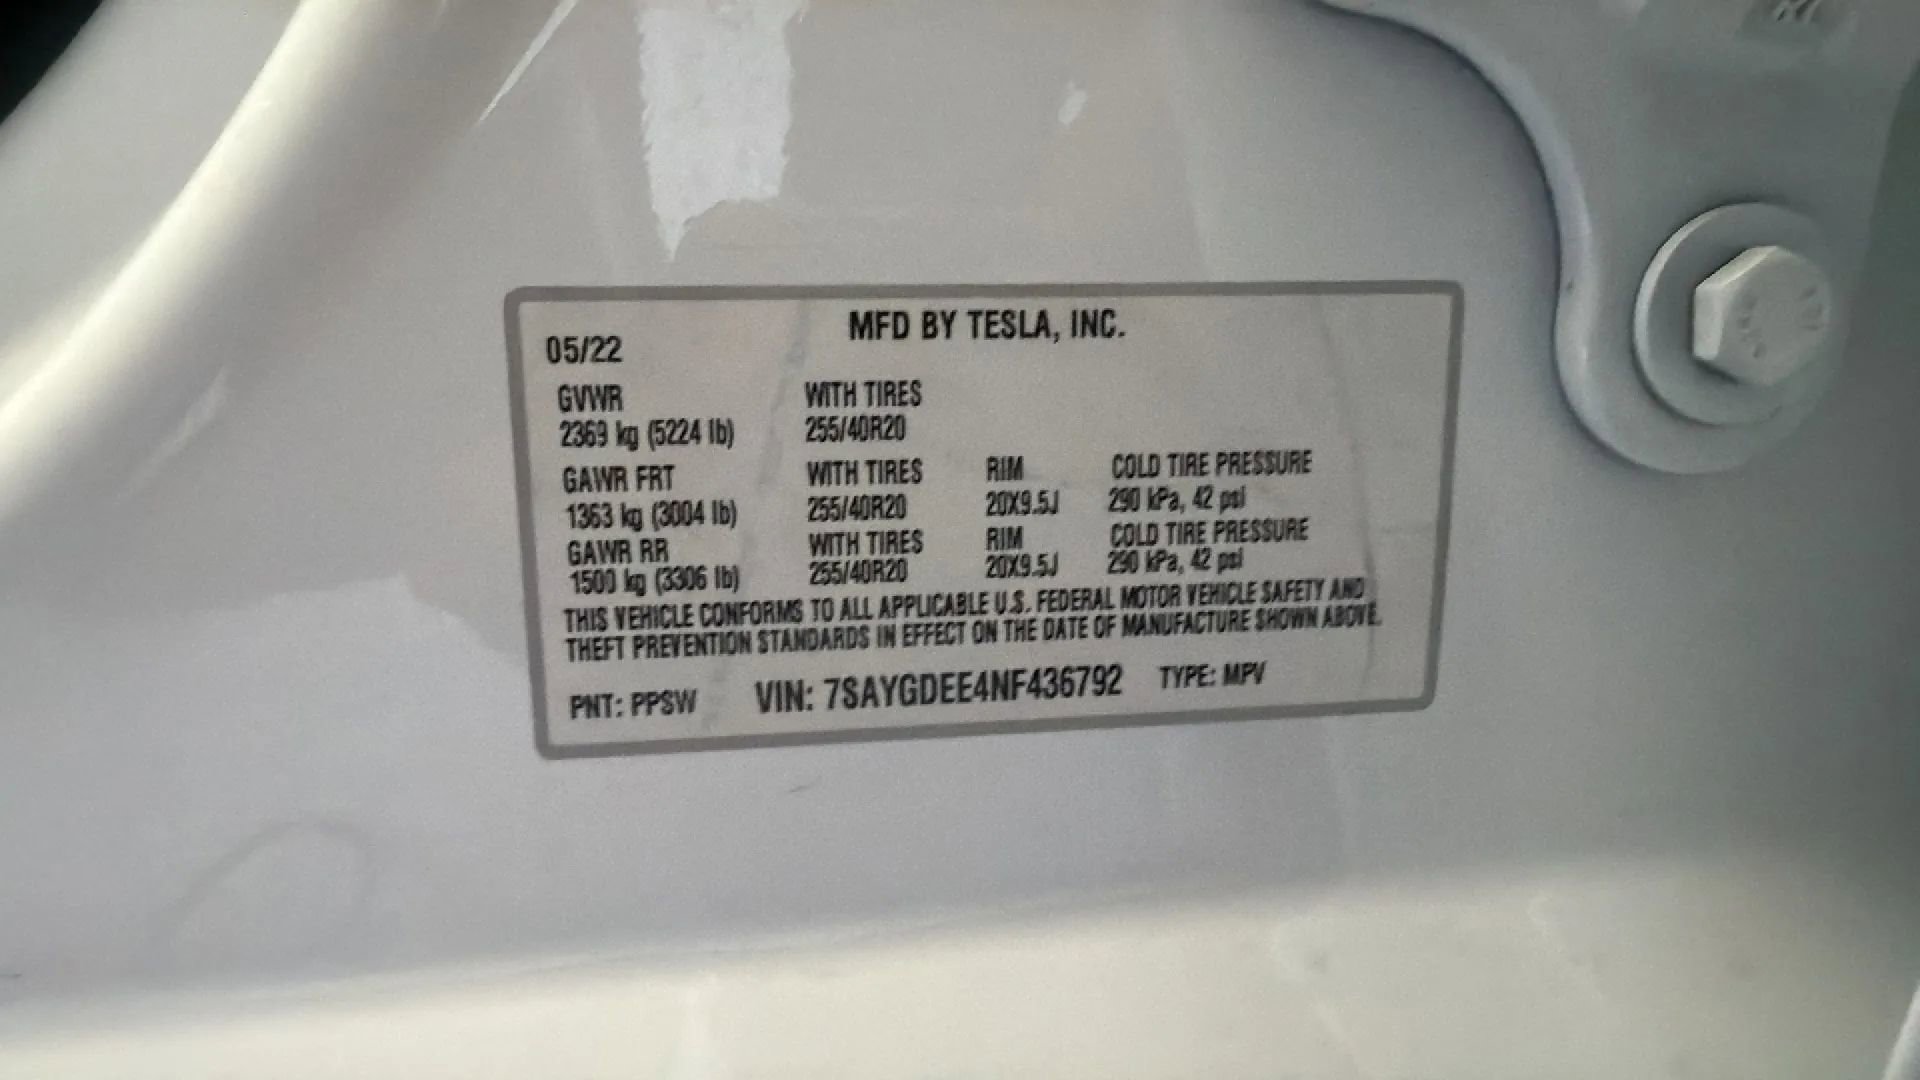 MFD BY TESLA, INC.
05/22
GVWR WITH TIRES
2369 kg (5224 lb) 255/40R20
GAWR FRT WITH TIRES RIM COLD TIRE PRESSURE
1363 kg (3004 lb) 255/40R20 20X9.5J 290 kPa, 42 psi
GAWR RR WITH TIRES RIM COLD TIRE PRESSURE
1500 kg (3306 lb) 255/40R20 20X9.5J 290 kPa, 42 psi
THIS VEHICLE CONFORMS TO ALL APPLICABLE U.S. FEDERAL MOTOR VEHICLE SAFETY AND
THEFT PREVENTION STANDARDS IN EFFECT ON THE DATE OF MANUFACTURE SHOWN ABOVE.
PNT: PPSW VIN: 7SAYGDEE4NF436792 TYPE: MPV